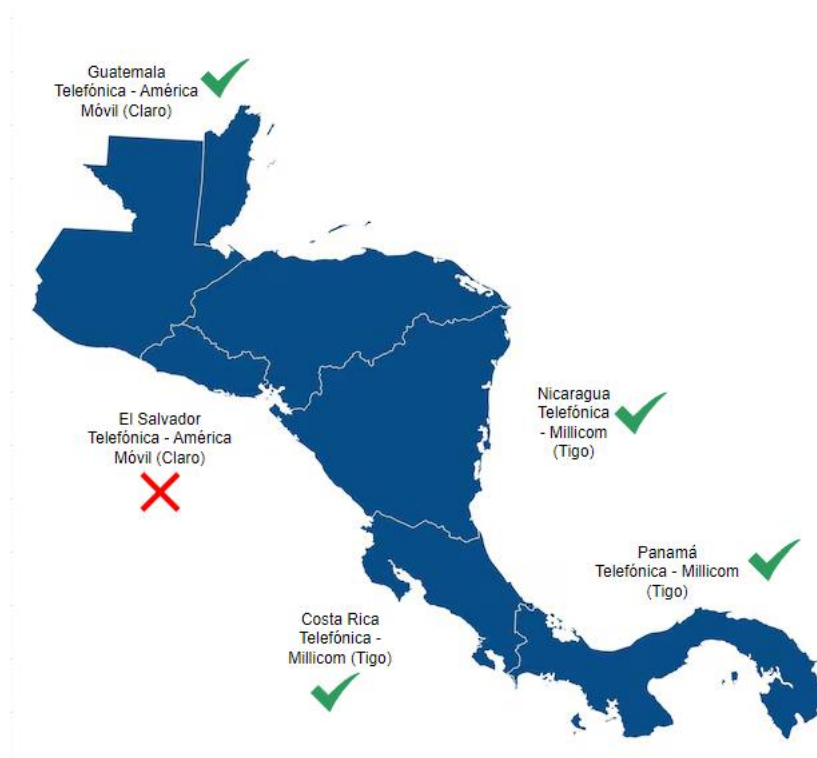 Guatemala
Telefónica - América
Móvil (Claro)
El Salvador
Telefónica - América
Móvil (Claro)
Nicaragua
Telefónica
- Millicom
(Tigo)
Panamá
Telefónica - Millicom
(Tigo)
Costa Rica
Telefónica -
Millicom (Tigo)